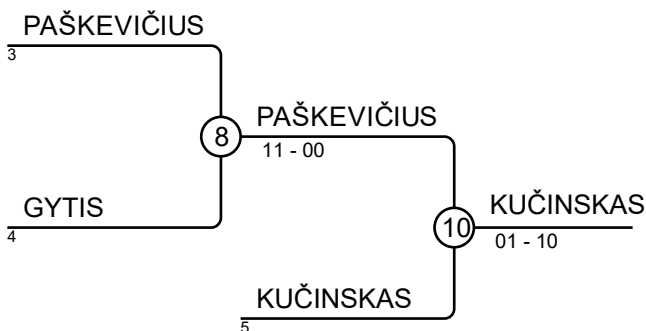 PAŠKEVIČIUS
3
8
PAŠKEVIČIUS
11 - 00
GYTIS
4
10
KUČINSKAS
01 - 10
KUČINSKAS
5